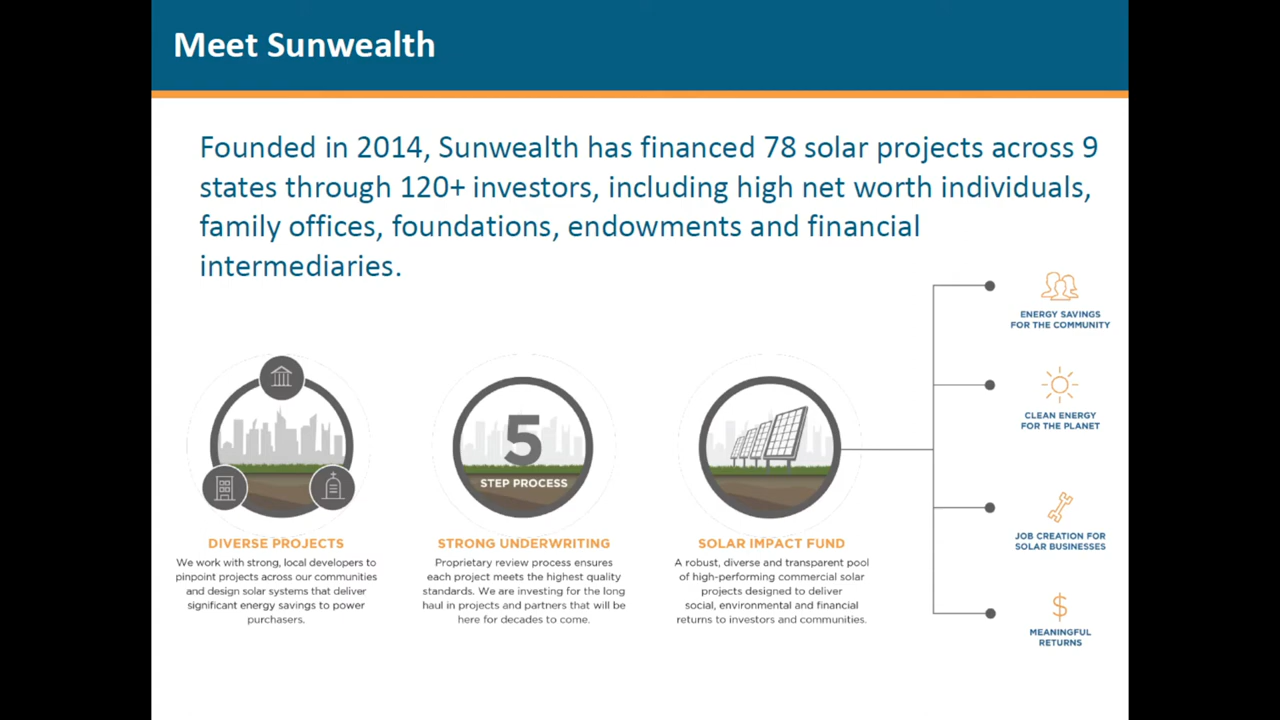 Meet Sunwealth
Founded in 2014, Sunwealth has financed 78 solar projects across 9
states through 120+ investors, including high net worth individuals,
family offices, foundations, endowments and financial
intermediaries.
5
STEP PROCESS
DIVERSE PROJECTS
We work with strong, local developers to
pinpoint projects across our communities
and design solar systems that deliver
significant energy savings to power
purchasers.
STRONG UNDERWRITING
Proprietary review process ensures
each project meets the highest quality
standards. We are investing for the long
haul in projects and partners that will be
here for decades to come.
SOLAR IMPACT FUND
A robust, diverse and transparent pool
of high-performing commercial solar
projects designed to deliver
social, environmental and financial
returns to investors and communities.
ENERGY SAVINGS
FOR THE COMMUNITY
CLEAN ENERGY
FOR THE PLANET
JOB CREATION FOR
SOLAR BUSINESSES
$
MEANINGFUL
RETURNS